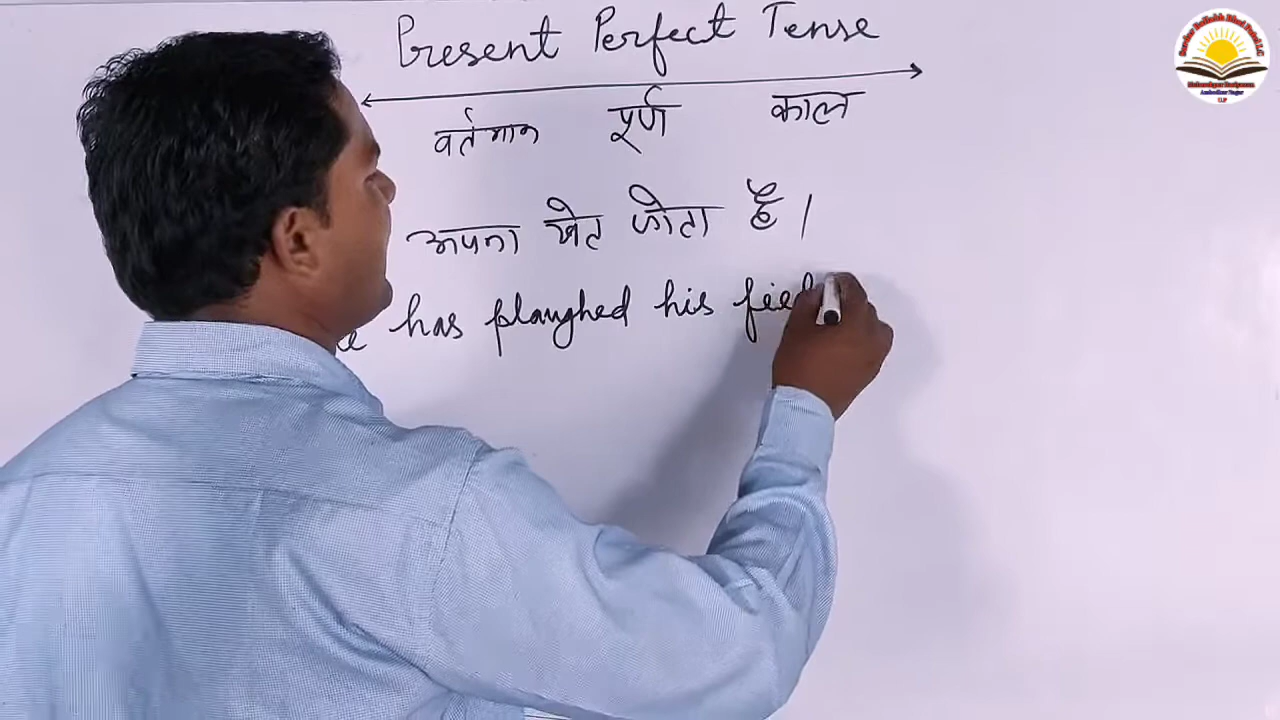 Present Perfect Tense
वर्तमान पूर्ण काल
अपना खेत जोता है।
has plaughed his